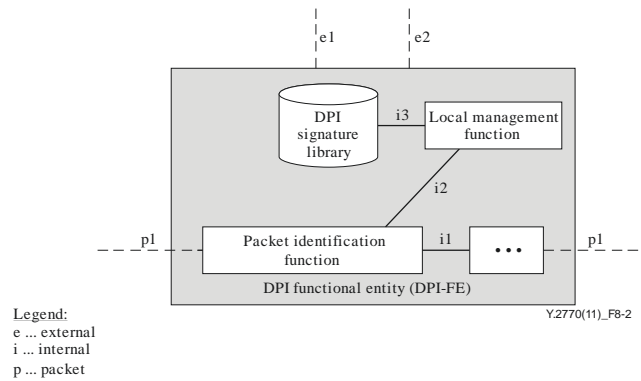 e1
e2
DPI
signature
library
i3
Local management
function
i2
p1
Packet identification
function
i1
•••
p1
DPI functional entity (DPI-FE)
Y.2770(11)_F8-2
Legend:
e ... external
i ... internal
p ... packet